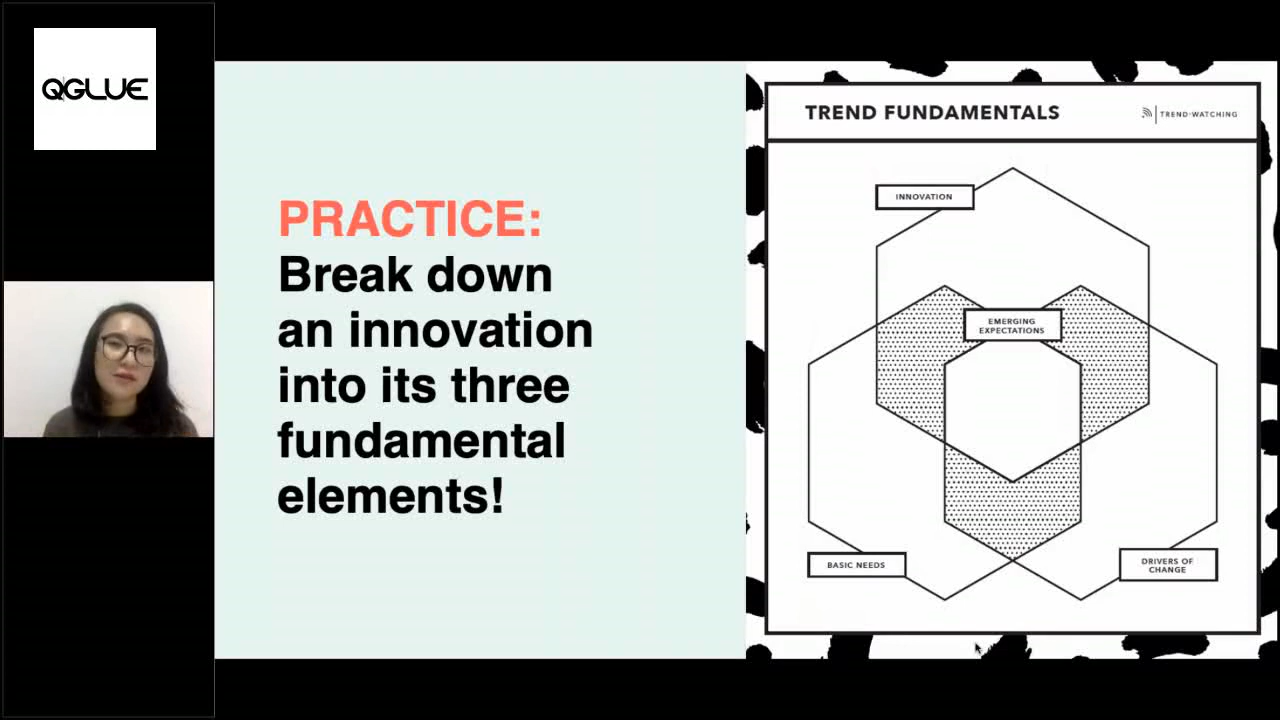 QGLUE
PRACTICE:
Break down
an innovation
into its three
fundamental
elements!
TREND FUNDAMENTALS
TREND-WATCHING
INNOVATION
EMERGING
EXPECTATIONS
BASIC NEEDS
DRIVERS OF
CHANGE